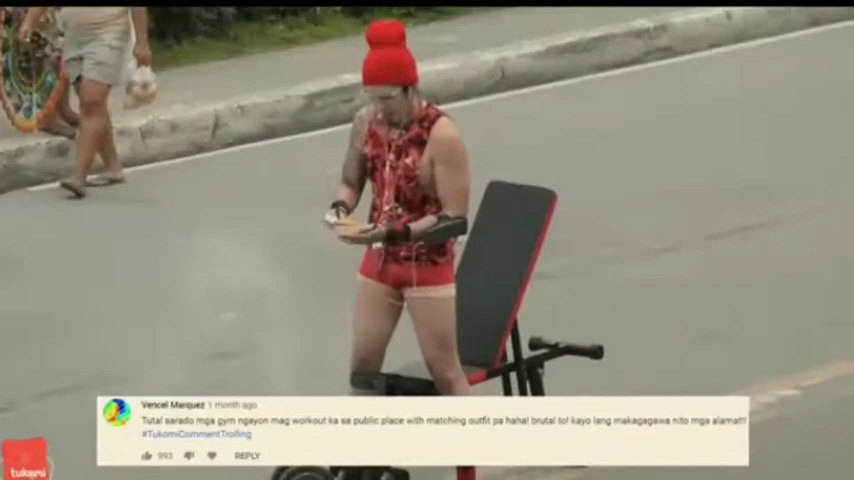 Vencel Marquez 1 month ago
Tutal sarado mga gym ngayon mag workout ka sa public place with matching outfit pa haha! brutal to! kayo lang makagagawa nito mga alamat!!
#TukomiCommentTrolling
993 REPLY
tukomi